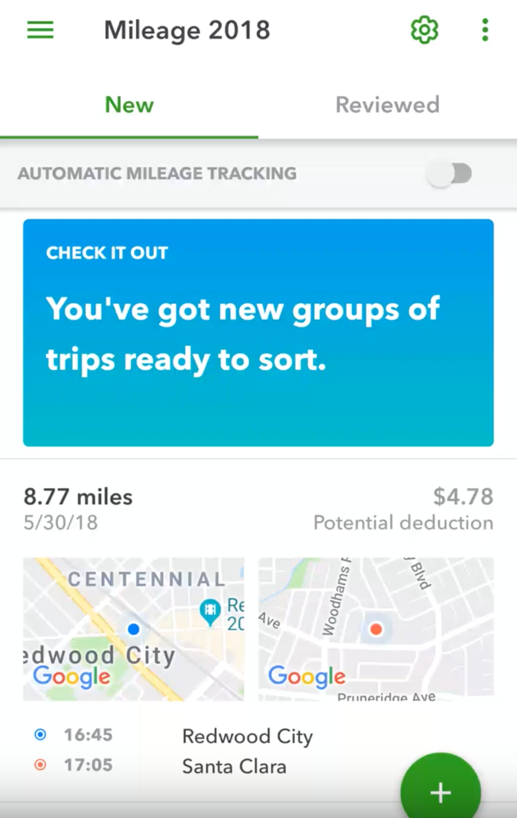 Mileage 2018
New
Reviewed
AUTOMATIC MILEAGE TRACKING
CHECK IT OUT
You've got new groups of
trips ready to sort.
8.77 miles
$4.78
5/30/18
Potential deduction
CENTENNIAL
Re
20
edwood City
Google
Blvd
Woodhams
Ave
Google
Pruneridge Ave
16:45 Redwood City
17:05 Santa Clara